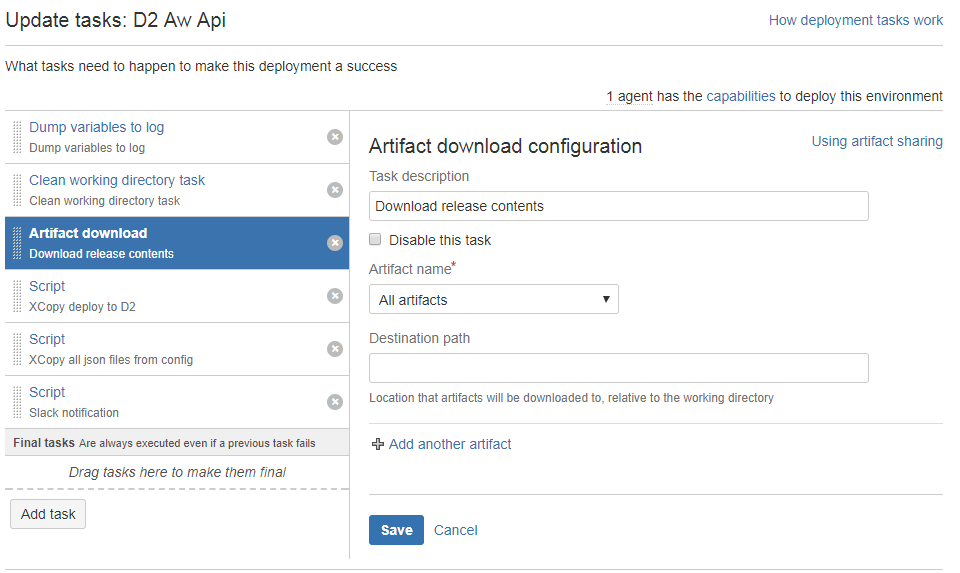 Update tasks: D2 Aw Api
How deployment tasks work
What tasks need to happen to make this deployment a success
1 agent has the capabilities to deploy this environment
Dump variables to log
Dump variables to log
Clean working directory task
Clean working directory task
Artifact download
Download release contents
Script
XCopy deploy to D2
Script
XCopy all json files from config
Script
Slack notification
Final tasks Are always executed even if a previous task fails
Drag tasks here to make them final
Add task
Artifact download configuration
Using artifact sharing
Task description
Download release contents
Disable this task
Artifact name*
All artifacts
Destination path
Location that artifacts will be downloaded to, relative to the working directory
Add another artifact
Save Cancel